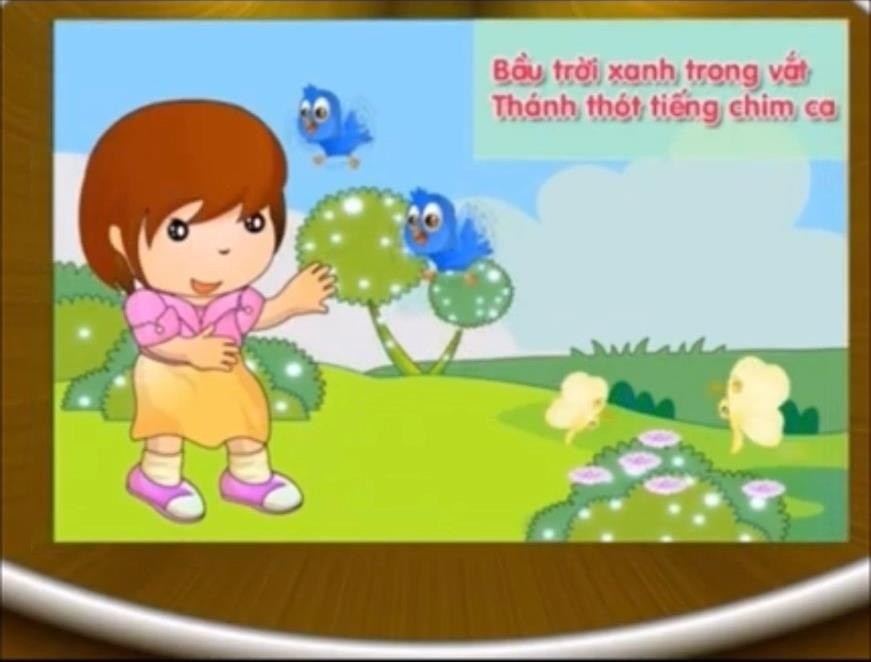 Bầu trời xanh trong vắt
Thánh thót tiếng chim ca